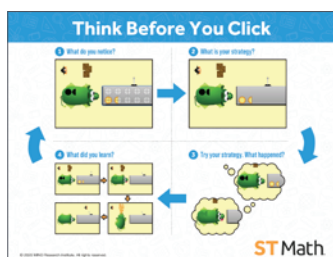 Think Before You Click
1 What do you notice?
2 What is your strategy?
4 What did you learn?
3 Try your strategy. What happened?
ST Math